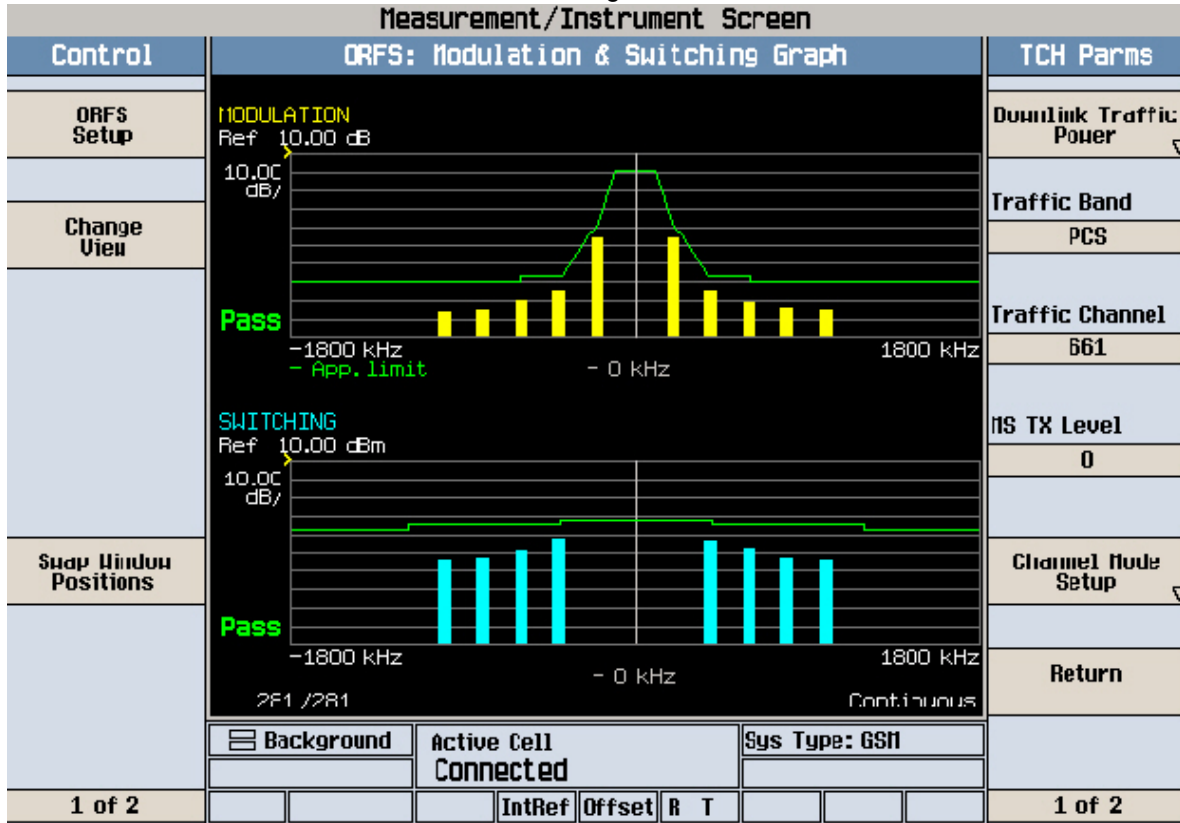 Measurement/Instrument Screen
Control
ORFS: Modulation & Switching Graph
TCH Parms
ORFS
Setup
Change
View
Swap Window
Positions
1 of 2
MODULATION
Ref 10.00 dB
10.00
dB/
Pass
-1800 kHz
1800 kHz
- App.limit
- 0 kHz
SWITCHING
Ref 10.00 dBm
10.00
dB/
Pass
-1800 kHz
1800 kHz
- 0 kHz
281 /281
Continuous
Background
Active Cell
Connected
Sys Type: GSM
IntRef
Offset
R T
Downlink Traffic
Power
Traffic Band
PCS
Traffic Channel
661
MS TX Level
0
Channel Mode
Setup
Return
1 of 2